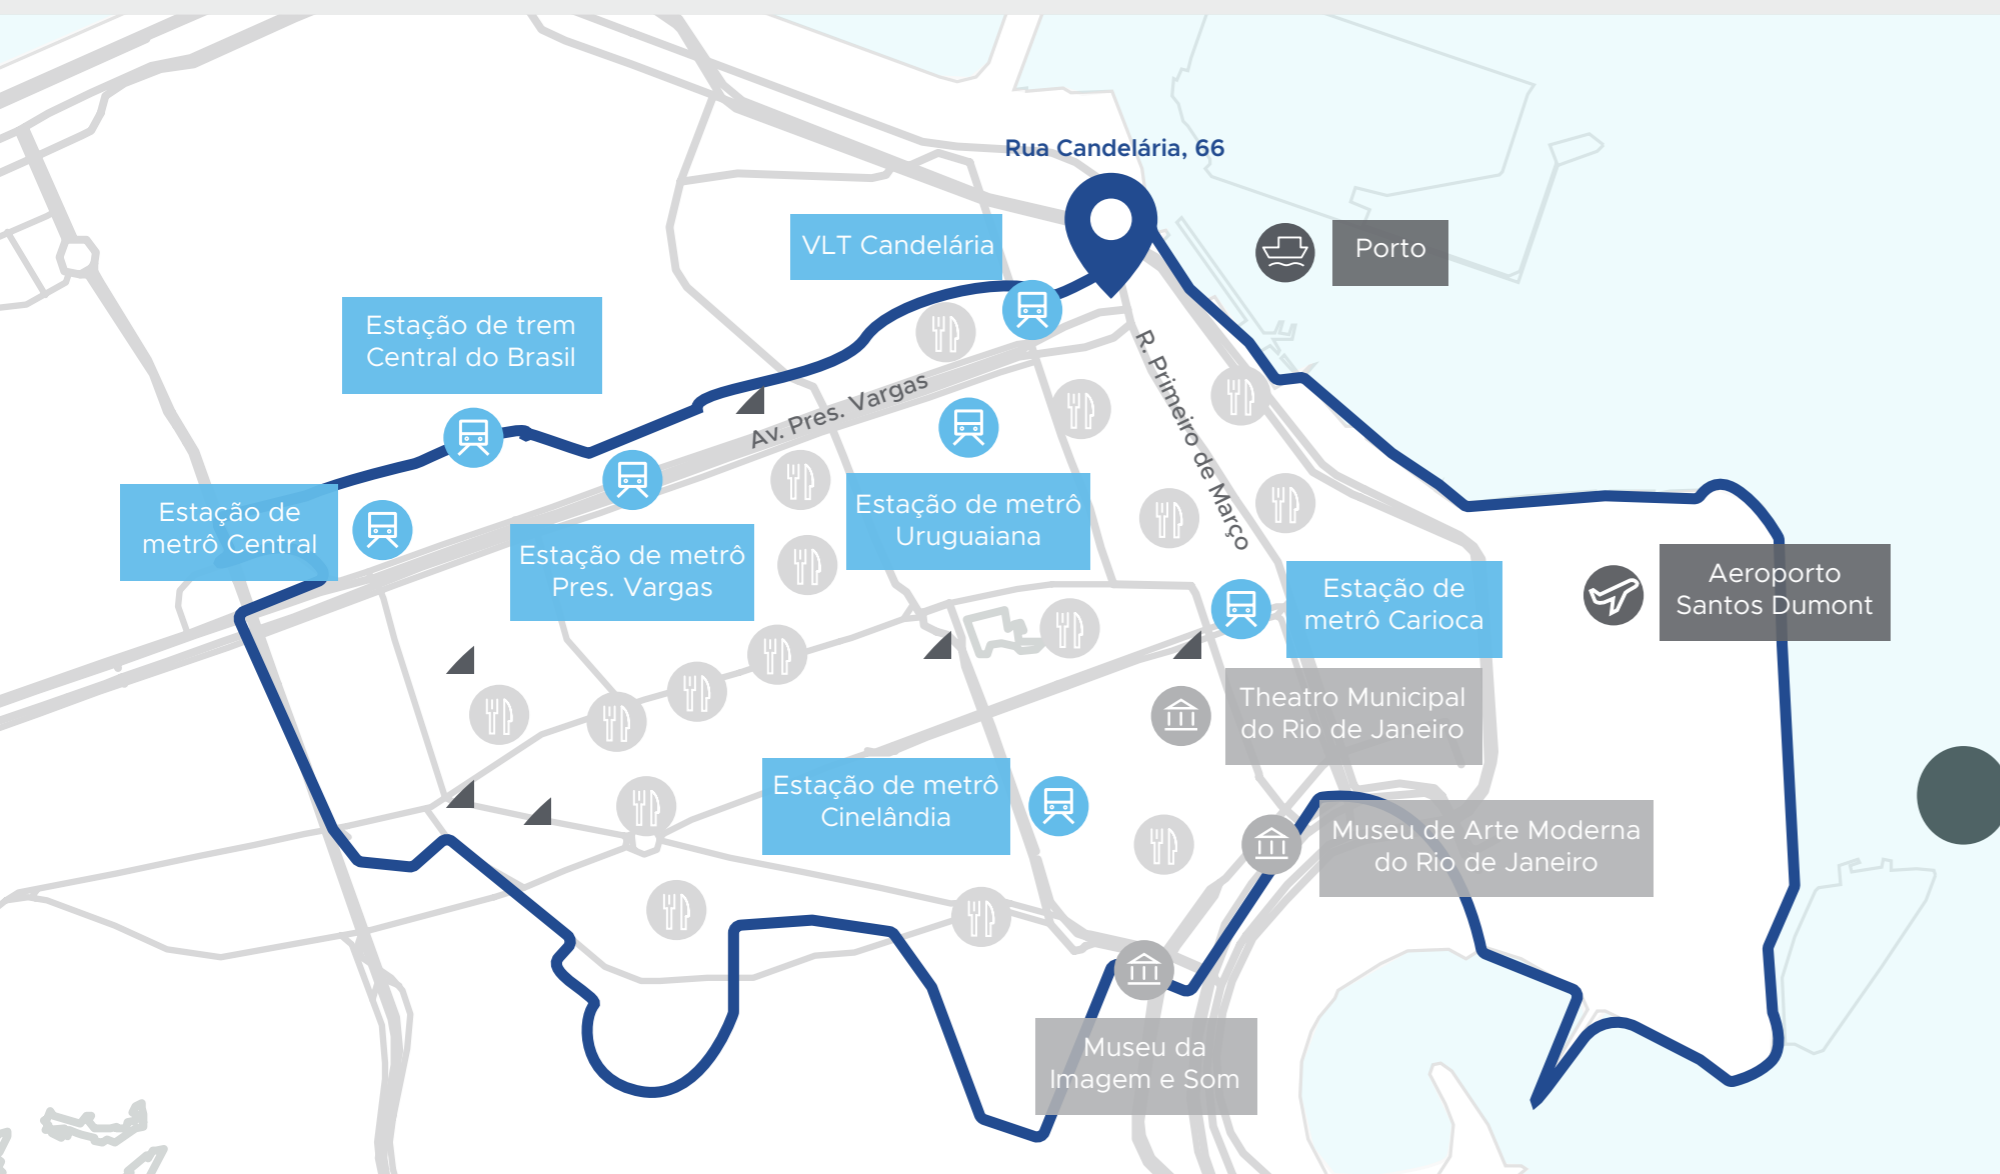 Rua Candelária, 66
VLT Candelária
Porto
Estação de trem
Central do Brasil
R. Primeiro de Março
Av. Pres. Vargas
Estação de
metrô Central
Estação de metrô
Uruguaiana
Estação de metrô
Pres. Vargas
Aeroporto
Santos Dumont
Estação de
metrô Carioca
Theatro Municipal
do Rio de Janeiro
Estação de metrô
Cinelândia
Museu de Arte Moderna
do Rio de Janeiro
Museu da
Imagem e Som